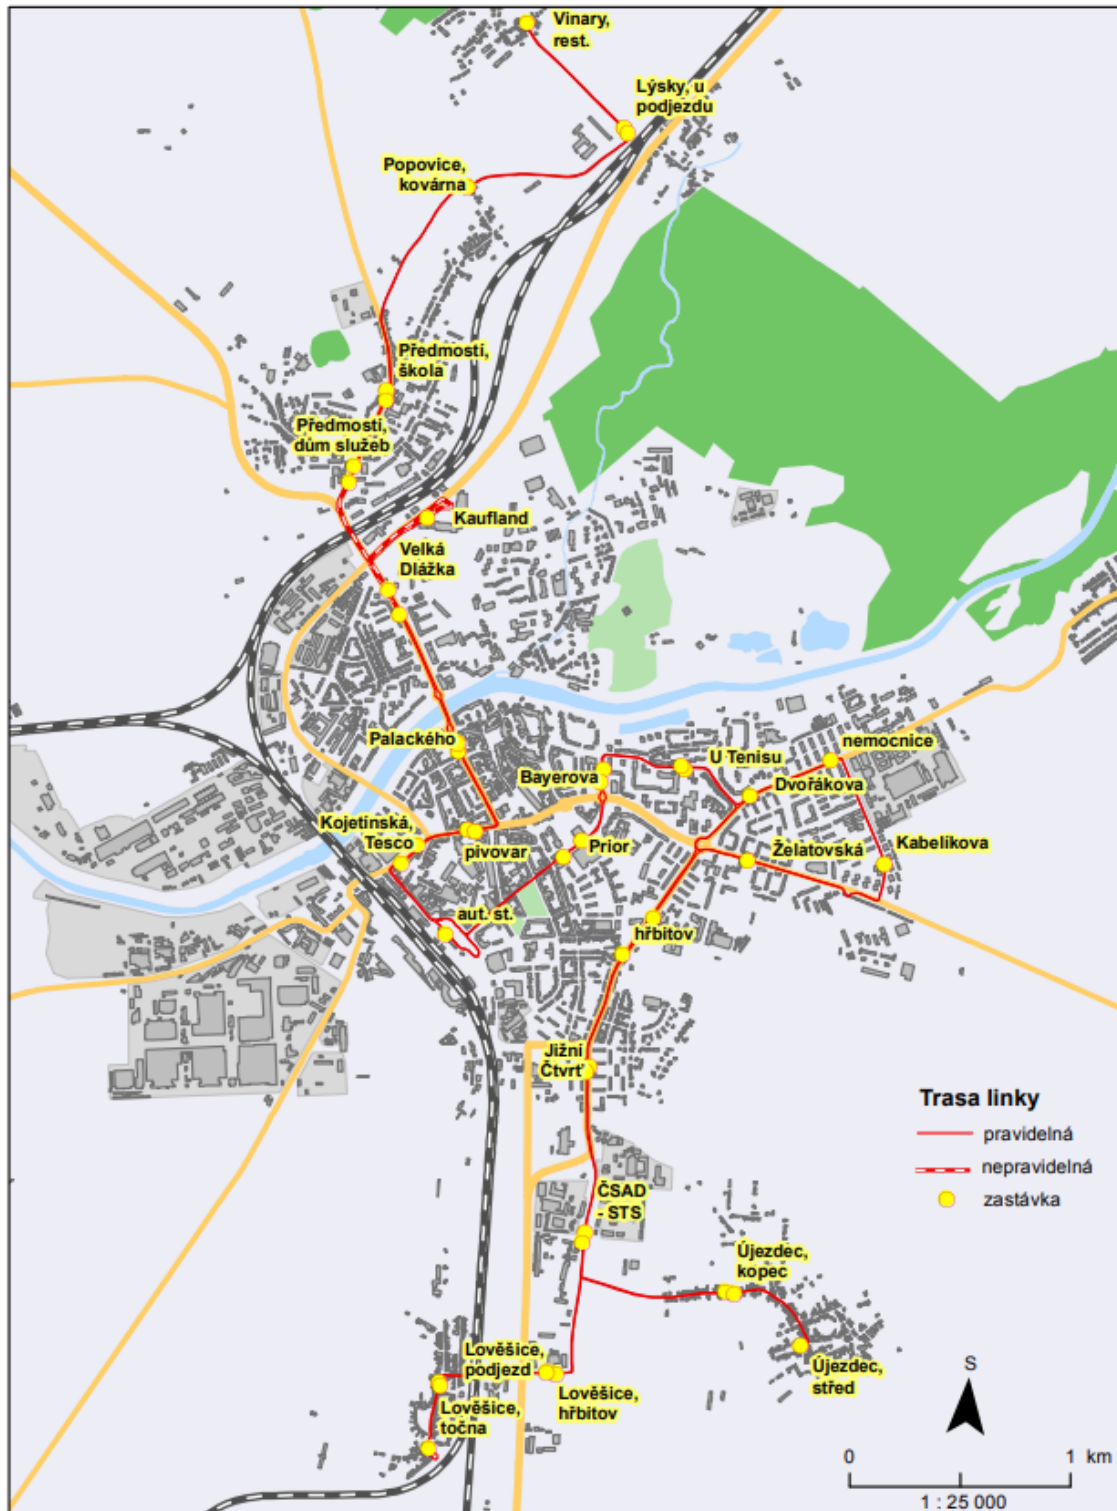 Vinary,
rest.
Lýsky, u
podjezdu
Popovice,
kovárna
Předmostí,
škola
Předmostí,
dům služeb
Kaufland
Velká
Dlážka
Palackého
Bayerova
U Tenisu
nemocnice
Dvořákova
Kojetínská,
Tesco
pivovar
Prior
Želatovská
Kabelíkova
aut. st.
hřbitov
Jižní
Čtvrť
Trasa linky
pravidelná
nepravidelná
zastávka
ČSAD
- STS
Újezdec,
kopec
Újezdec,
střed
Lověšice,
podjezd
Lověšice,
hřbitov
Lověšice,
točna
S
0 1 km
1 : 25 000